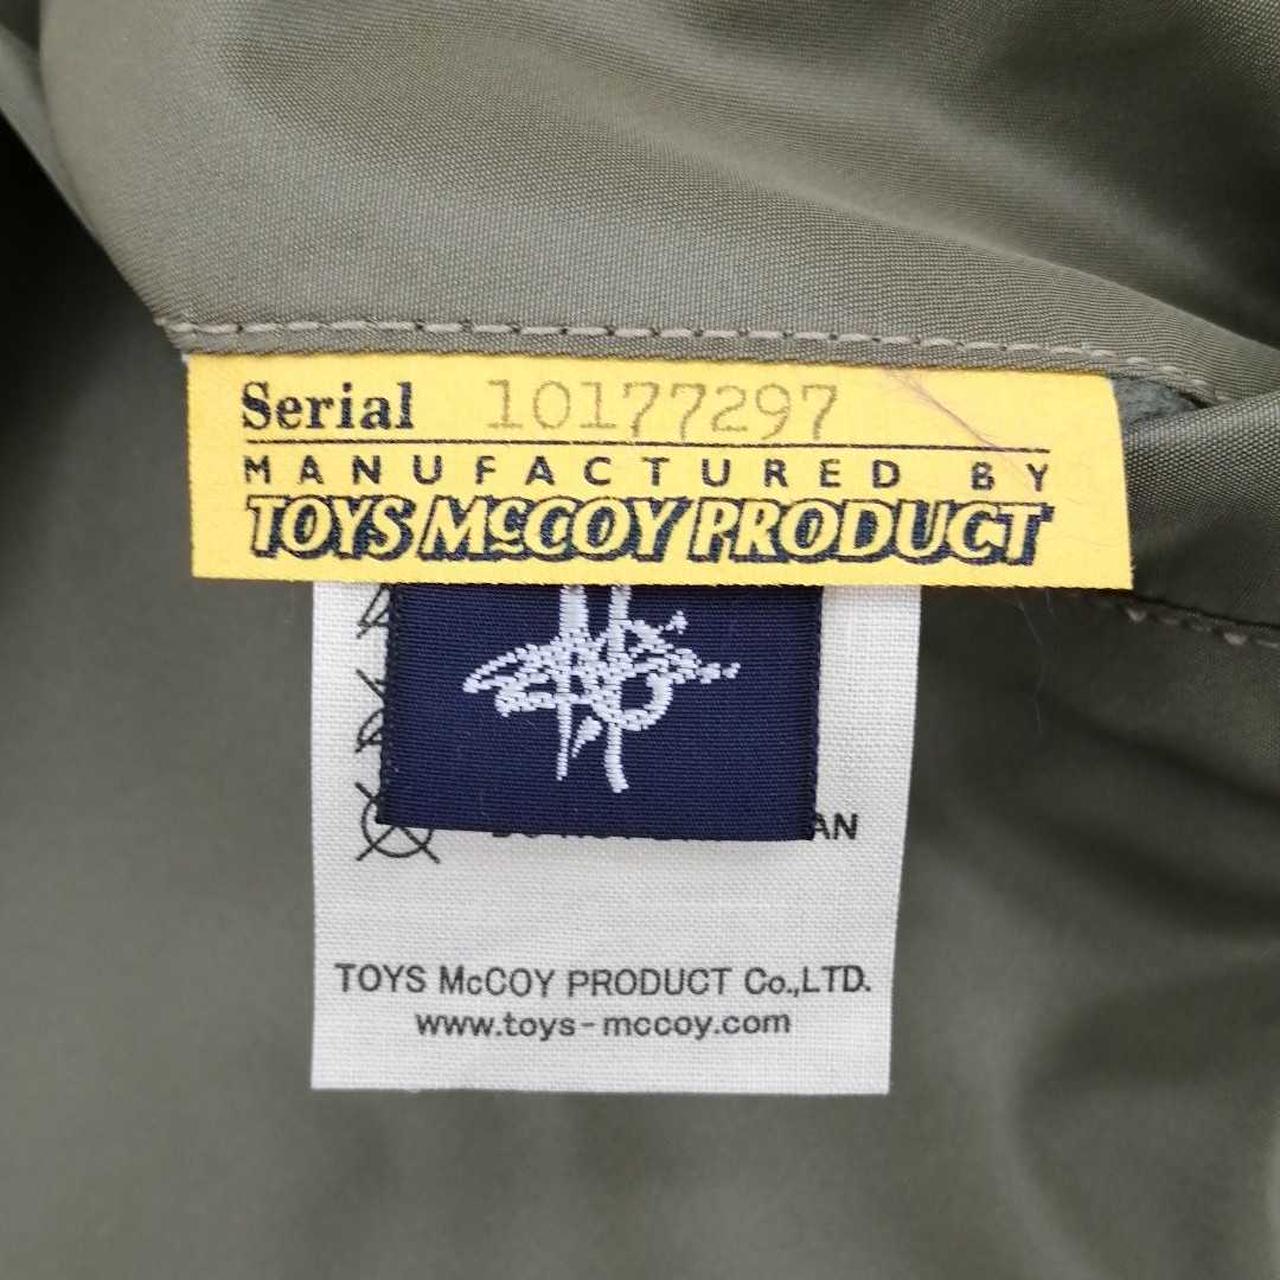 Serial 10177297
MANUFACTURED BY
TOYS McCOY PRODUCT
TOYS McCOY PRODUCT Co.,LTD.
www.toys-mccoy.com